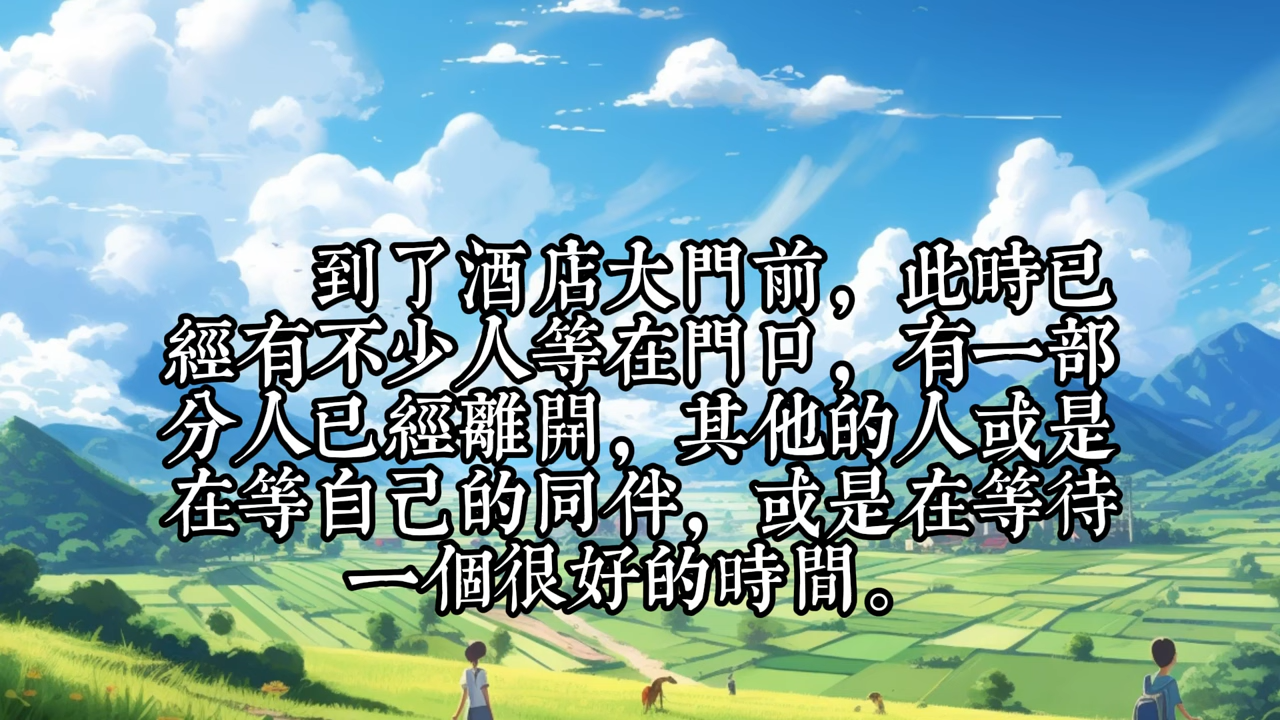 到了酒店大門前，此時已
經有不少人等在門口，有一部
分人已經離開，其他的人或是
在等自己的同伴，或是在等待
一個很好的時間。